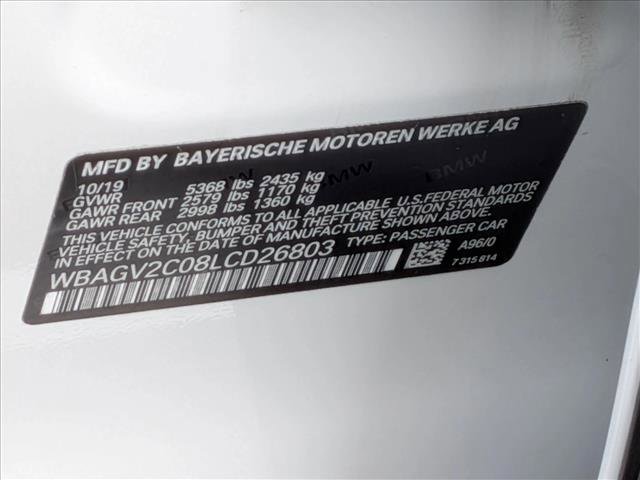 MFD BY BAYERISCHE MOTOREN WERKE AG
10/19 5368 lbs 2435 kg
GVWR 2579 lbs 1170 kg
GAWR FRONT 2998 lbs 1360 kg
GAWR REAR
THIS VEHICLE CONFORMS TO ALL APPLICABLE U.S.FEDERAL MOTOR
VEHICLE SAFETY, BUMPER, AND THEFT PREVENTION STANDARDS
IN EFFECT ON THE DATE OF MANUFACTURE SHOWN ABOVE.
WBAGV2C08LCD26803 TYPE: PASSENGER CAR
A96/0
7 315 814
BMW
BMW